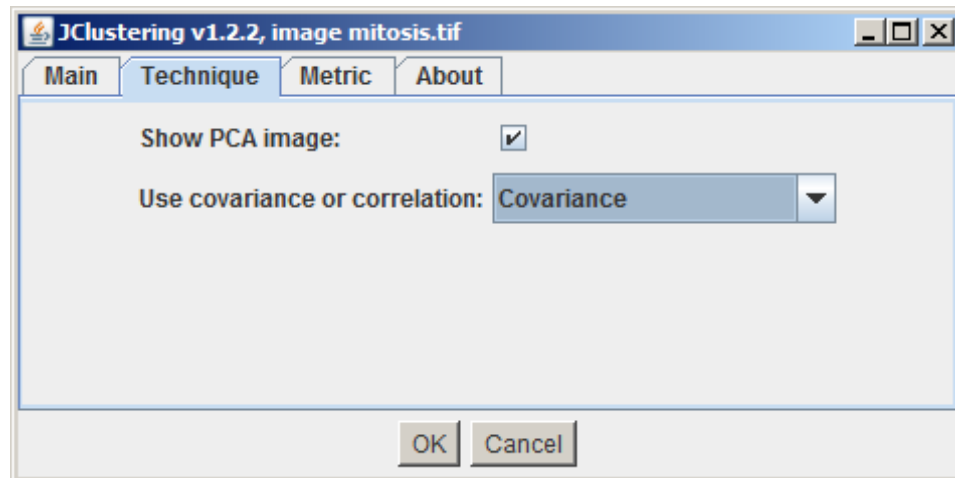 JClustering v1.2.2, image mitosis.tif
Main Technique Metric About
Show PCA image:
Use covariance or correlation: Covariance
OK Cancel